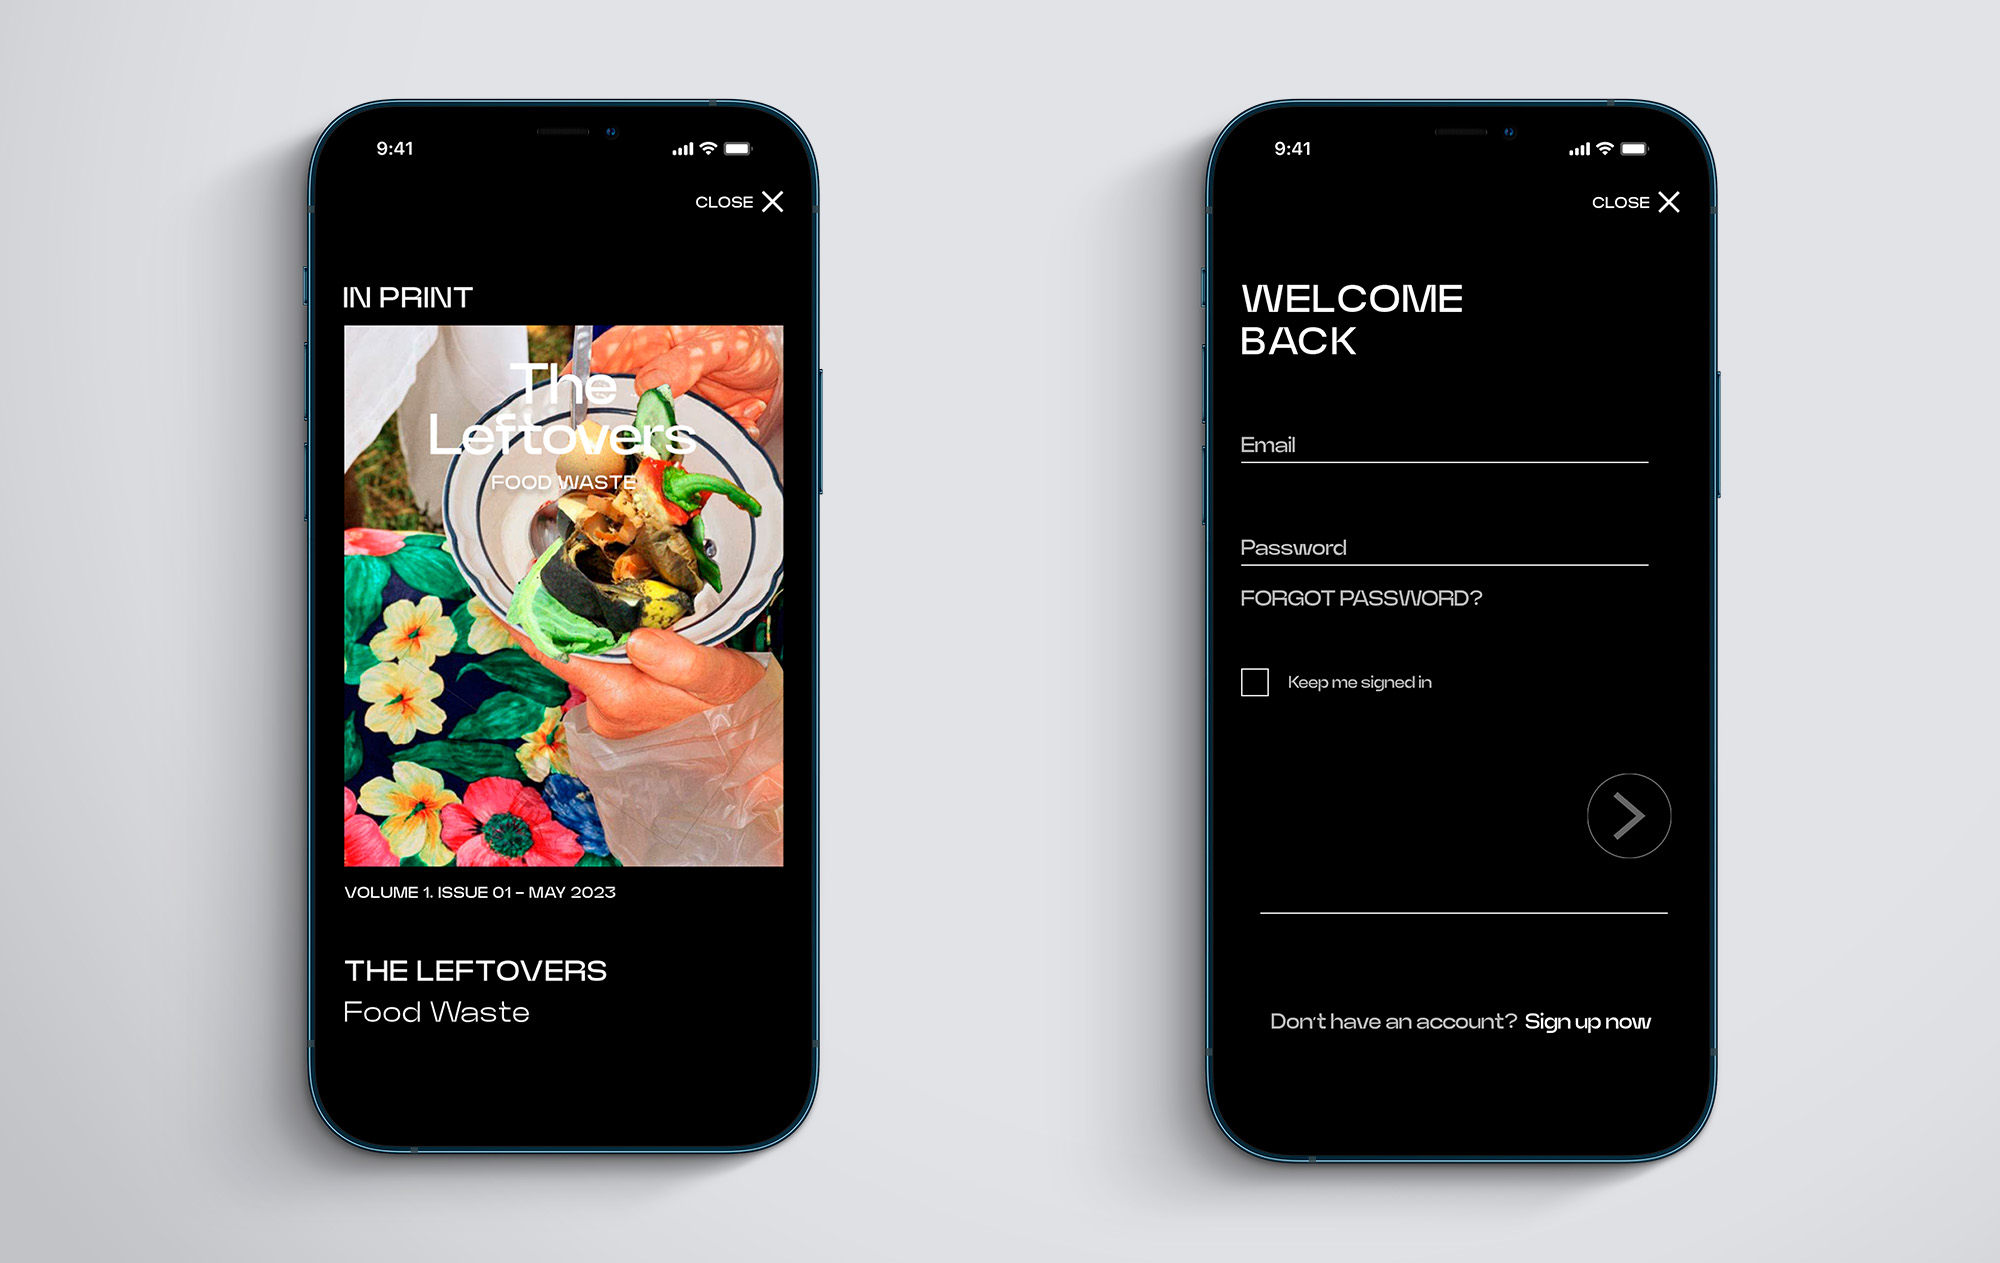 9:41
CLOSE
IN PRINT
The
Leftovers
FOOD WASTE
VOLUME 1. ISSUE 01 – MAY 2023
THE LEFTOVERS
Food Waste
9:41
CLOSE
WELCOME
BACK
Email
Password
FORGOT PASSWORD?
Keep me signed in
Don't have an account? Sign up now